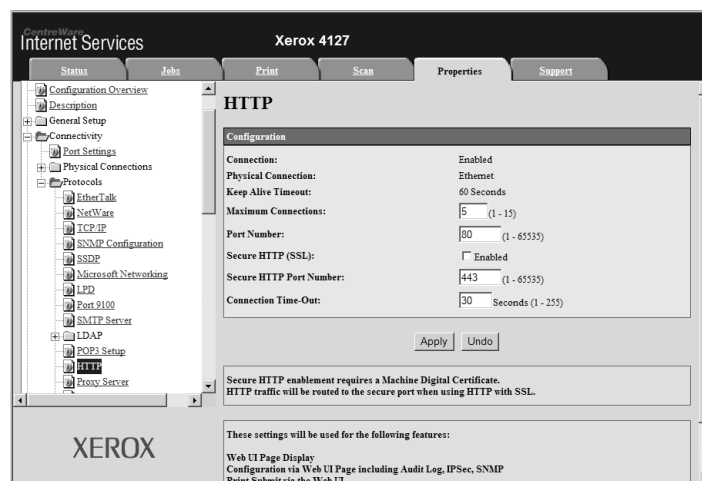 CentreWare
Internet Services
Xerox 4127
Status
Jobs
Print
Scan
Properties
Support
Configuration Overview
Description
General Setup
Connectivity
Port Settings
Physical Connections
Protocols
EtherTalk
NetWare
TCP/IP
SNMP Configuration
SSDP
Microsoft Networking
LPD
Port 9100
SMTP Server
LDAP
POP3 Setup
HTTP
Proxy Server
XEROX
HTTP
Configuration
Connection: Enabled
Physical Connection: Ethernet
Keep Alive Timeout: 60 Seconds
Maximum Connections: 5 (1 - 15)
Port Number: 80 (1 - 65535)
Secure HTTP (SSL): Enabled
Secure HTTP Port Number: 443 (1 - 65535)
Connection Time-Out: 30 Seconds (1 - 255)
Apply Undo
Secure HTTP enablement requires a Machine Digital Certificate.
HTTP traffic will be routed to the secure port when using HTTP with SSL.
These settings will be used for the following features:
Web UI Page Display
Configuration via Web UI Page including Audit Log, IPSec, SNMP
Print Submit via the Web UI